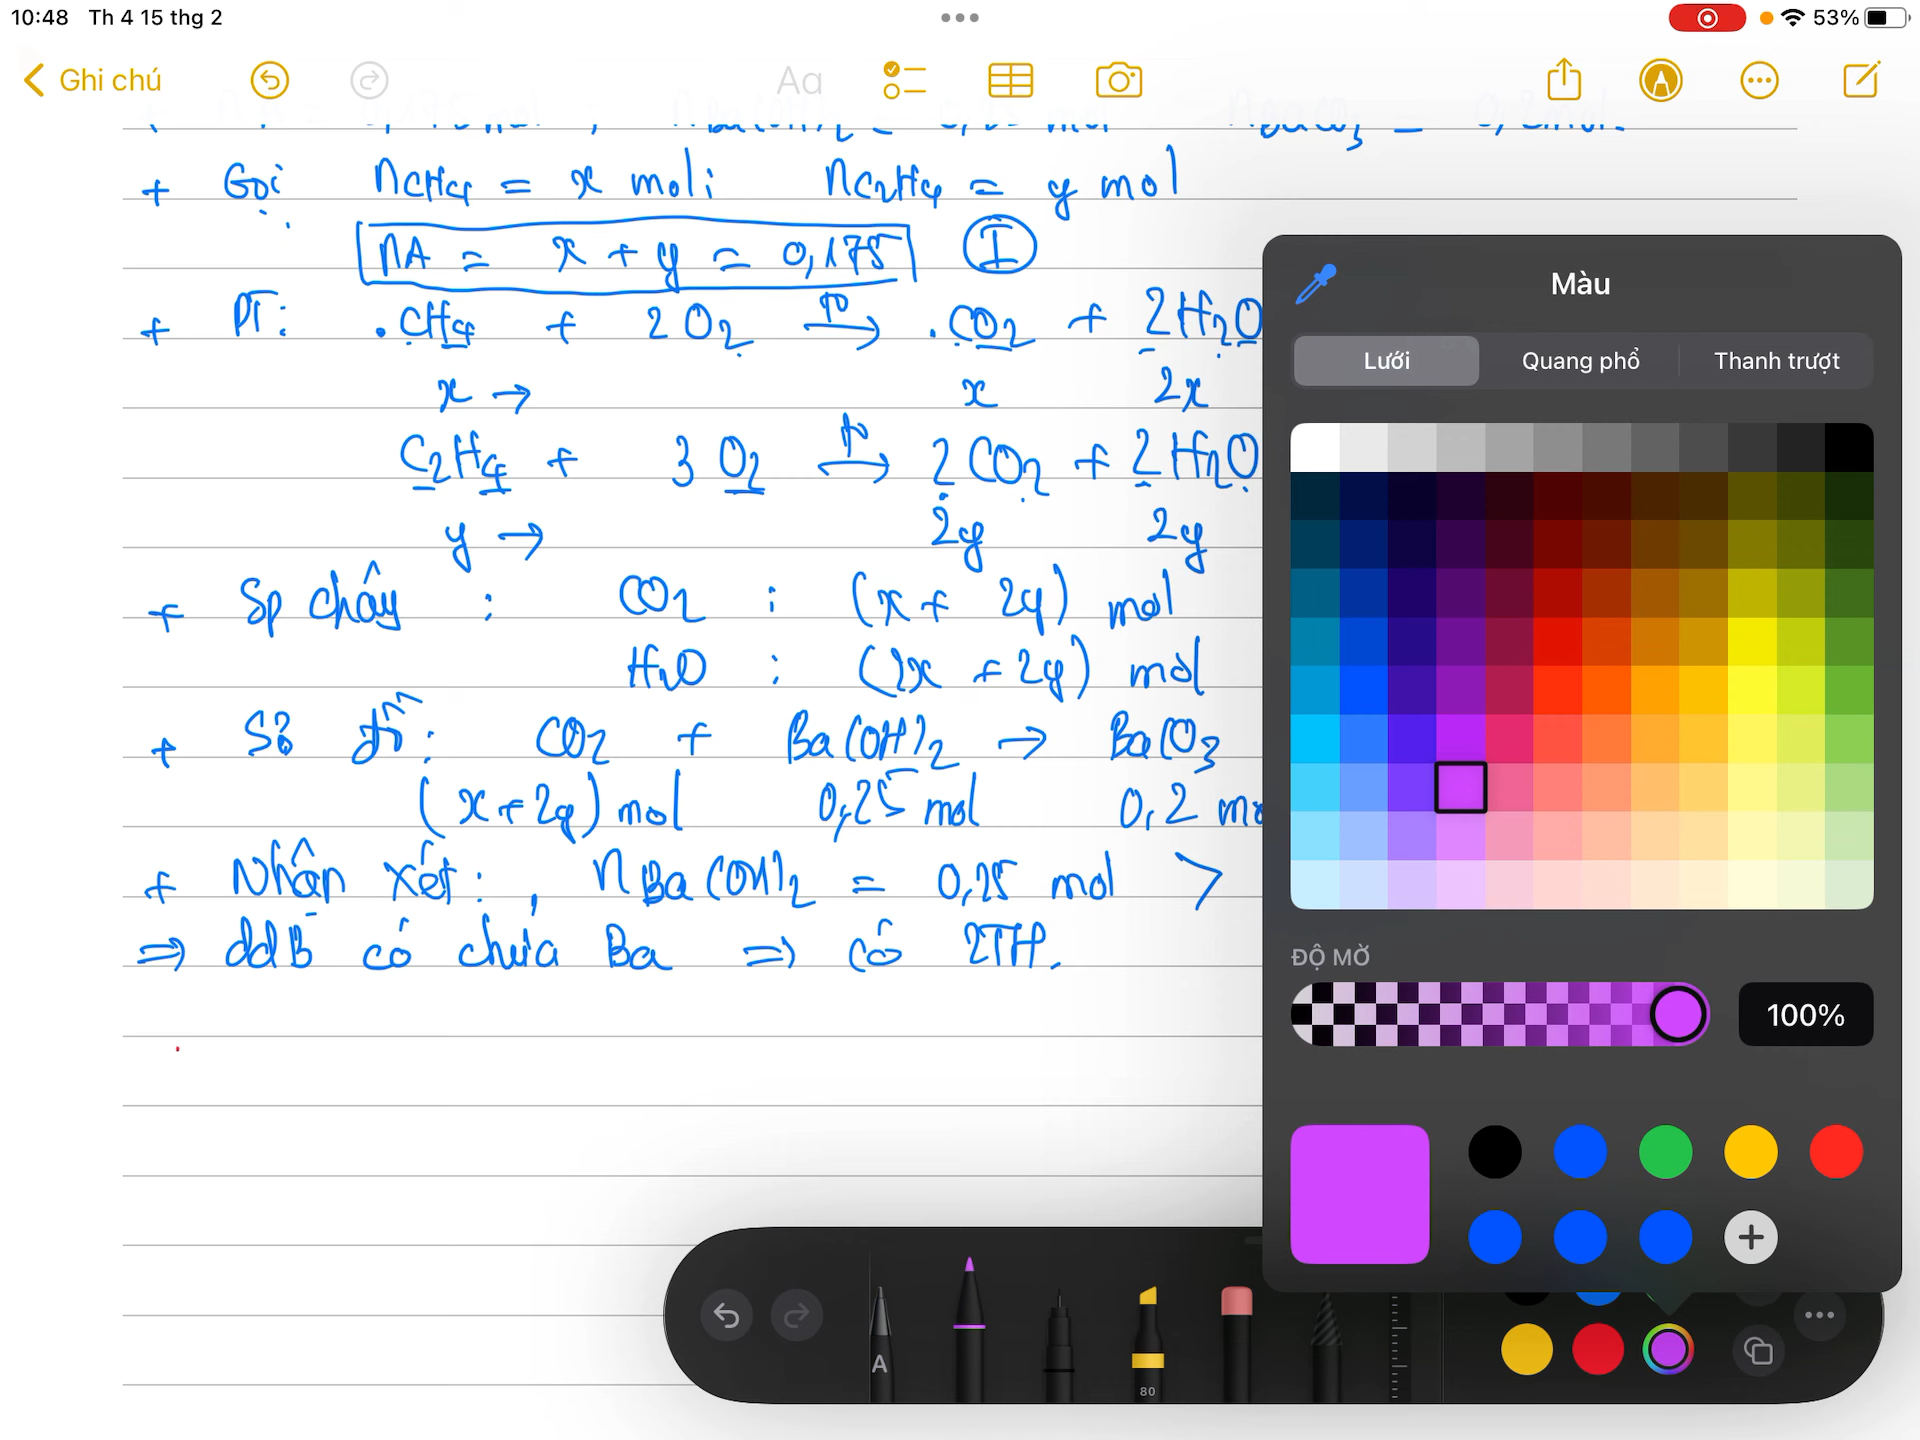 10:48 Th 4 15 thg 2 53%
Ghi chú Aa
+ Gọi nCH4 = x mol; nC2H4 = y mol
nA = x + y = 0,175 I
+ PT: CH4 + 2O2 →(t°) CO2 + 2H2O
x → x 2x
C2H4 + 3O2 →(t°) 2CO2 + 2H2O
y → 2y 2y
+ Sp cháy : CO2 : (x + 2y) mol
H2O : (2x + 2y) mol
+ Sơ đồ: CO2 + Ba(OH)2 → BaCO3
(x + 2y) mol 0,25 mol 0,2 mo
+ Nhận xét: nBa(OH)2 = 0,25 mol >
⇒ ddB có chứa Ba ⇒ có 2TH.
Màu
Lưới Quang phổ Thanh trượt
ĐỘ MỜ
100%
A
80